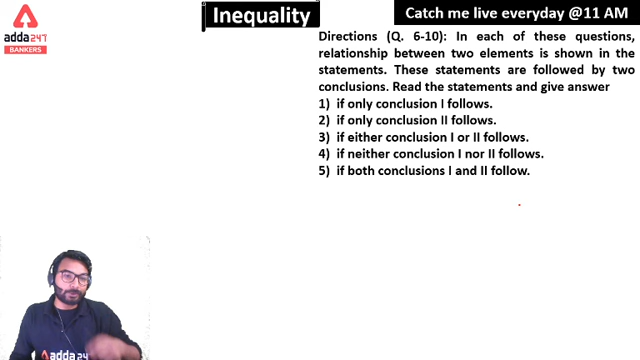 adda247
BANKERS
Inequality
Catch me live everyday @11 AM
Directions (Q. 6-10): In each of these questions,
relationship between two elements is shown in the
statements. These statements are followed by two
conclusions. Read the statements and give answer
1) if only conclusion I follows.
2) if only conclusion II follows.
3) if either conclusion I or II follows.
4) if neither conclusion I nor II follows.
5) if both conclusions I and II follow.
adda24